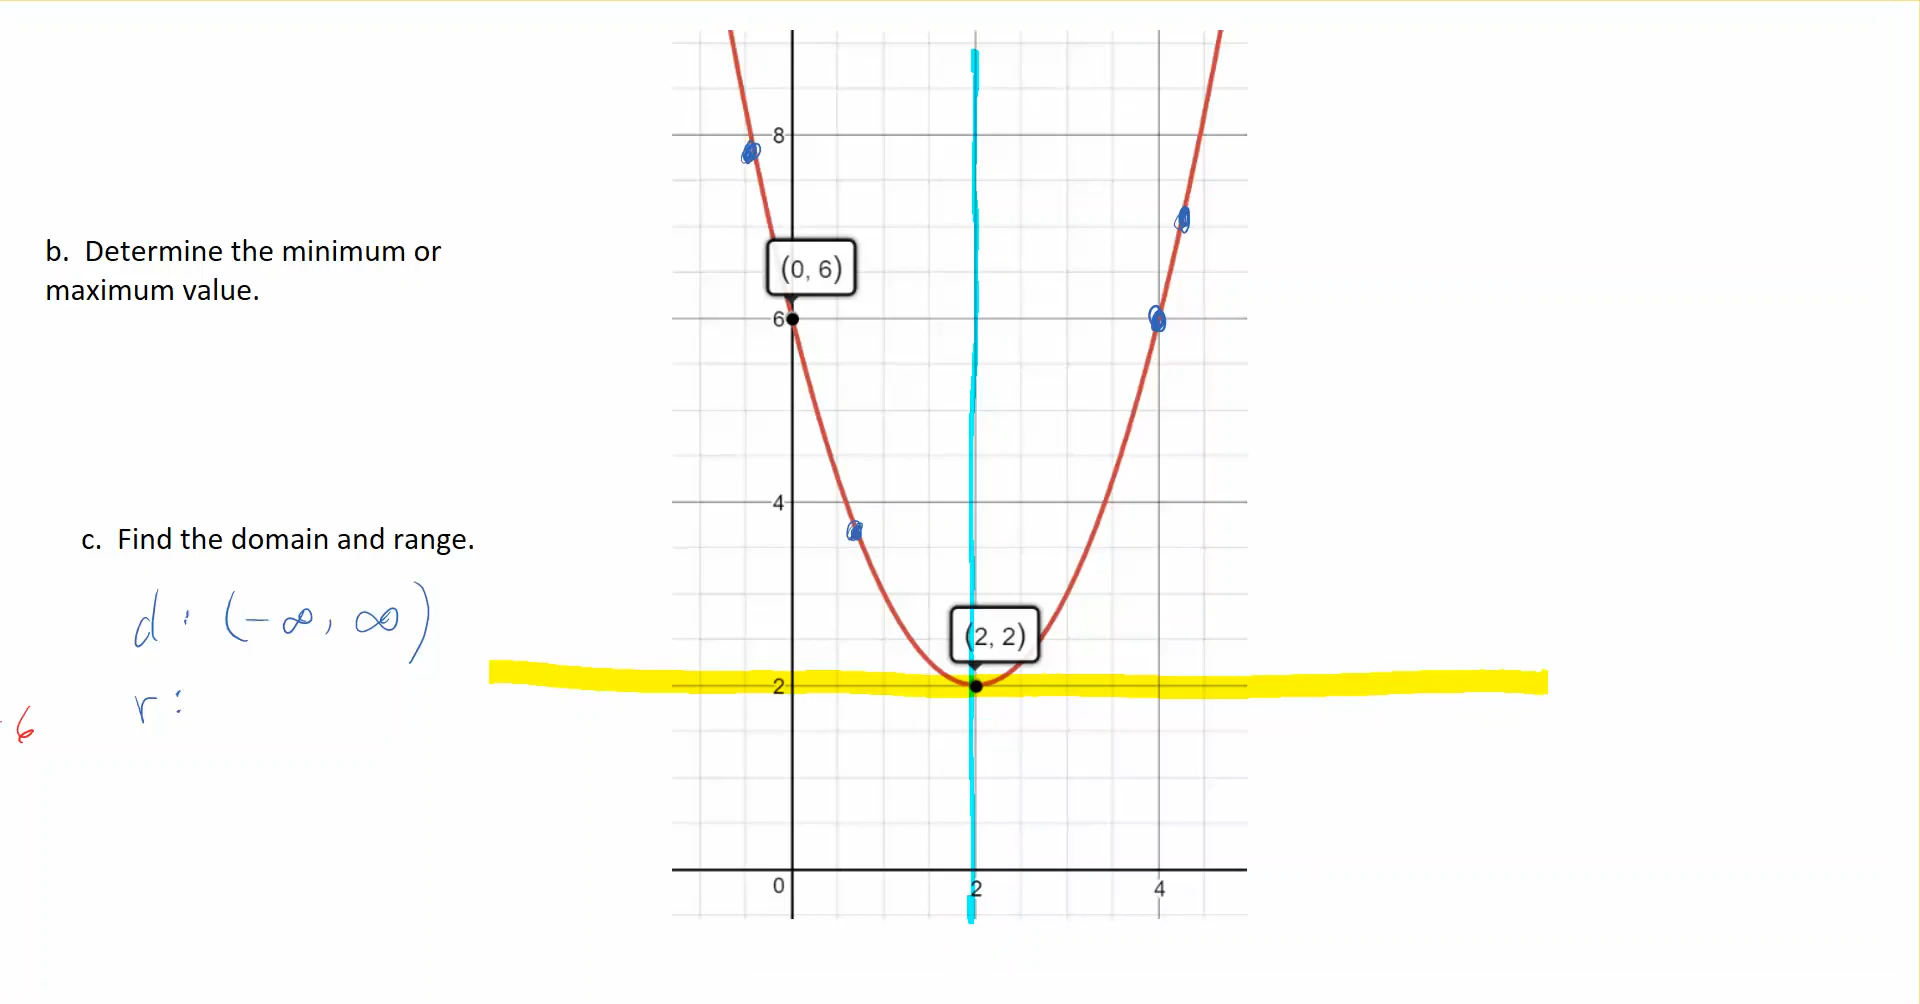 b. Determine the minimum or
maximum value.
c. Find the domain and range.
d: (-∞, ∞)
r:
6
8
(0, 6)
6
4
(2, 2)
2
0
2
4